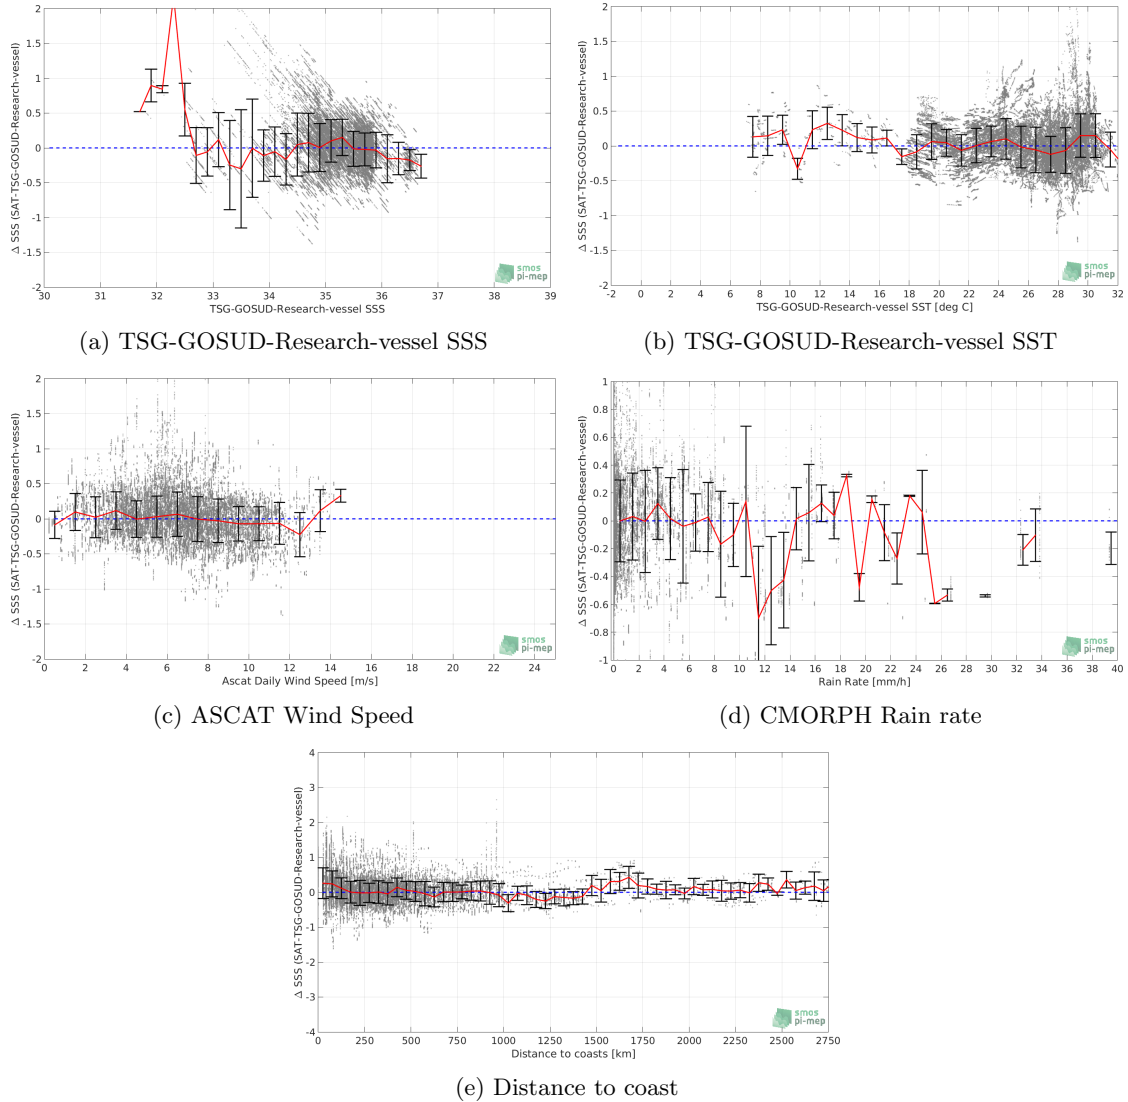 2
1.5
1
0.5
0
-0.5
-1
-1.5
-2
Δ SSS (SAT-TSG-GOSUD-Research-vessel)
30 31 32 33 34 35 36 37 38 39
TSG-GOSUD-Research-vessel SSS
smos
pi-mep
(a) TSG-GOSUD-Research-vessel SSS
2
1.5
1
0.5
0
-0.5
-1
-1.5
-2
Δ SSS (SAT-TSG-GOSUD-Research-vessel)
-2 0 2 4 6 8 10 12 14 16 18 20 22 24 26 28 30 32
TSG-GOSUD-Research-vessel SST [deg C]
smos
pi-mep
(b) TSG-GOSUD-Research-vessel SST
2
1.5
1
0.5
0
-0.5
-1
-1.5
-2
Δ SSS (SAT-TSG-GOSUD-Research-vessel)
0 2 4 6 8 10 12 14 16 18 20 22 24
Ascat Daily Wind Speed [m/s]
smos
pi-mep
(c) ASCAT Wind Speed
1
0.8
0.6
0.4
0.2
0
-0.2
-0.4
-0.6
-0.8
-1
Δ SSS (SAT-TSG-GOSUD-Research-vessel)
0 2 4 6 8 10 12 14 16 18 20 22 24 26 28 30 32 34 36 38 40
Rain Rate [mm/h]
smos
pi-mep
(d) CMORPH Rain rate
4
3
2
1
0
-1
-2
-3
-4
Δ SSS (SAT-TSG-GOSUD-Research-vessel)
0 250 500 750 1000 1250 1500 1750 2000 2250 2500 2750
Distance to coasts [km]
smos
pi-mep
(e) Distance to coast